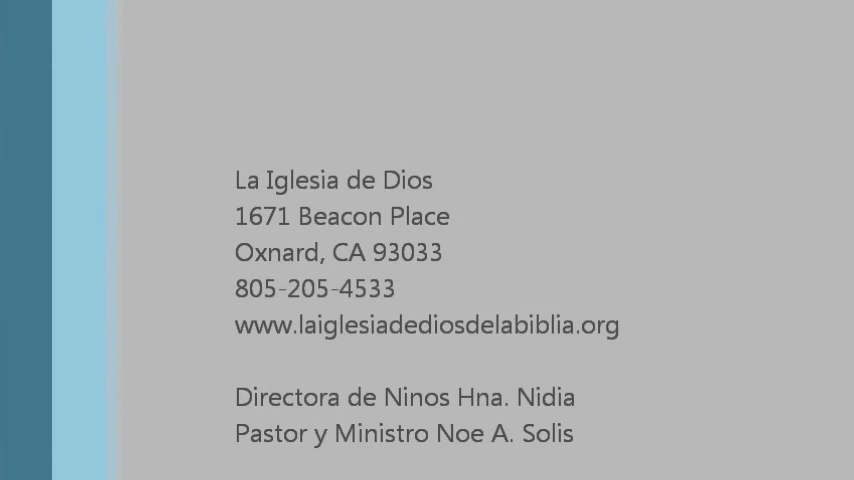 La Iglesia de Dios
1671 Beacon Place
Oxnard, CA 93033
805-205-4533
www.laiglesiadediosdelabiblia.org
Directora de Ninos Hna. Nidia
Pastor y Ministro Noe A. Solis